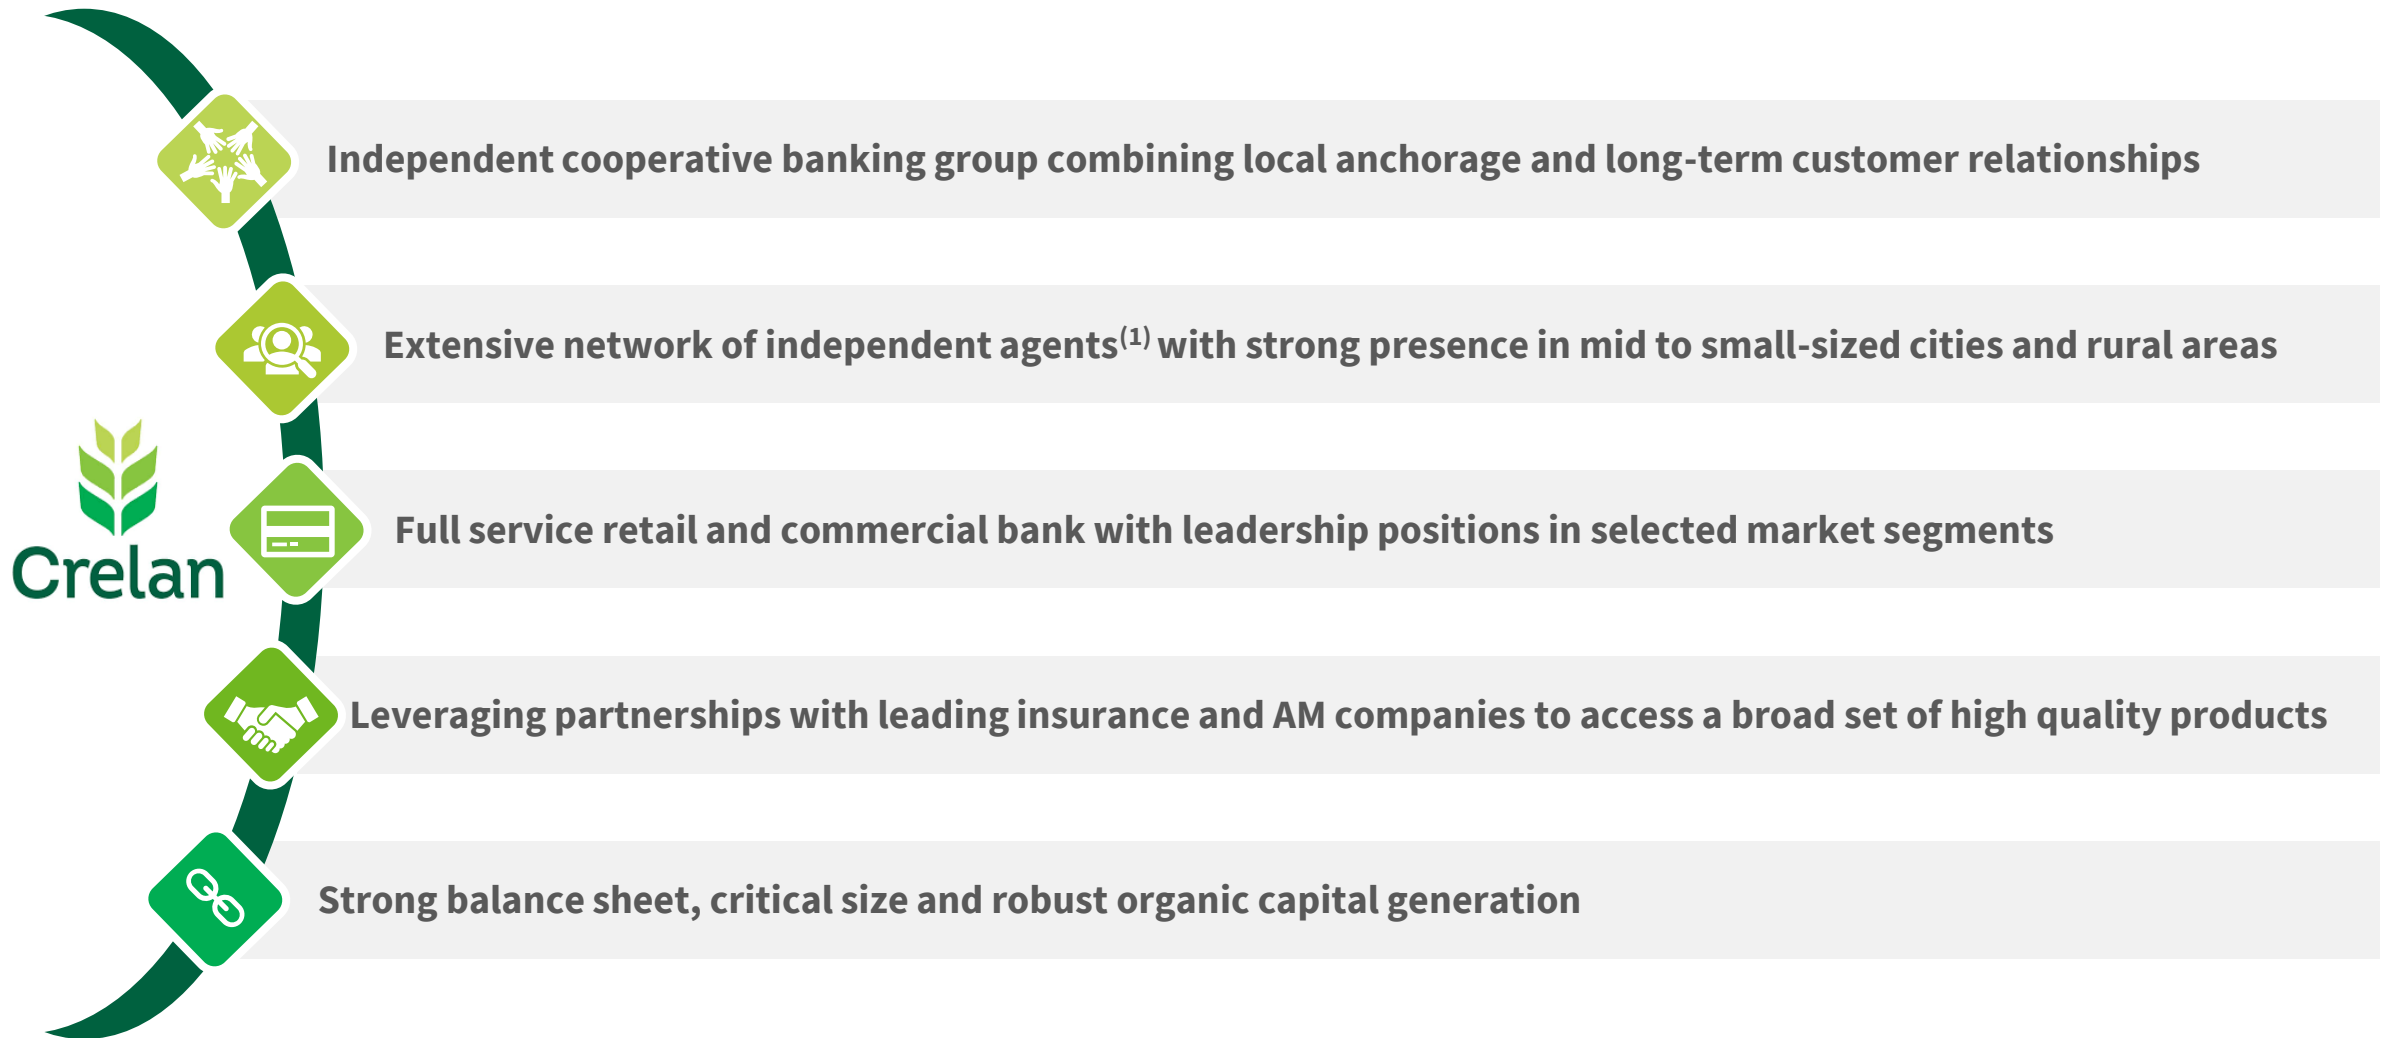 Independent cooperative banking group combining local anchorage and long-term customer relationships
Extensive network of independent agents(1) with strong presence in mid to small-sized cities and rural areas
Crelan
Full service retail and commercial bank with leadership positions in selected market segments
Leveraging partnerships with leading insurance and AM companies to access a broad set of high quality products
Strong balance sheet, critical size and robust organic capital generation